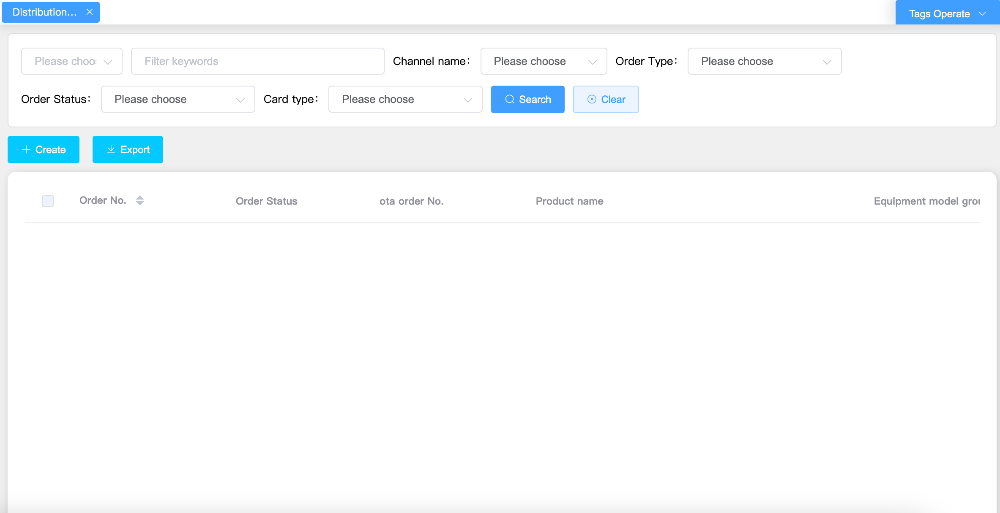 Distribution...
Tags Operate
Please choo
Filter keywords
Channel name：
Please choose
Order Type：
Please choose
Order Status：
Please choose
Card type：
Please choose
Search
Clear
Create
Export
Order No.
Order Status
ota order No.
Product name
Equipment model grou